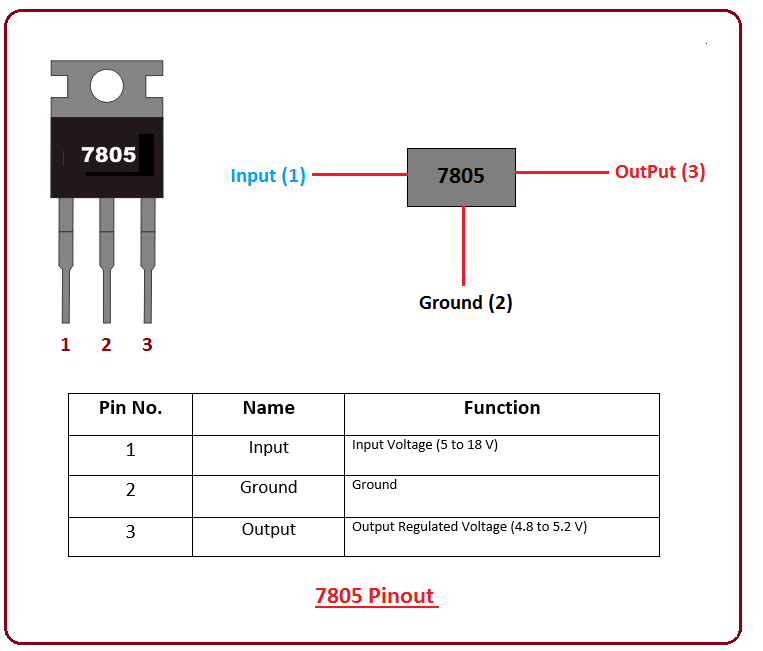 7805
1 2 3
Input (1)
7805
OutPut (3)
Ground (2)
Pin No. Name Function
1 Input Input Voltage (5 to 18 V)
2 Ground Ground
3 Output Output Regulated Voltage (4.8 to 5.2 V)
7805 Pinout